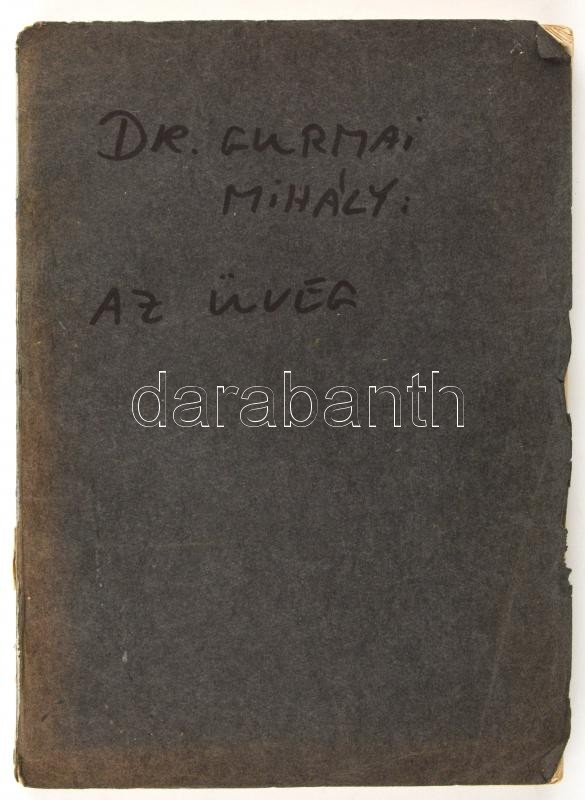 DR. GURMAI
MIHÁLY:
AZ ÜVEG
darabanth